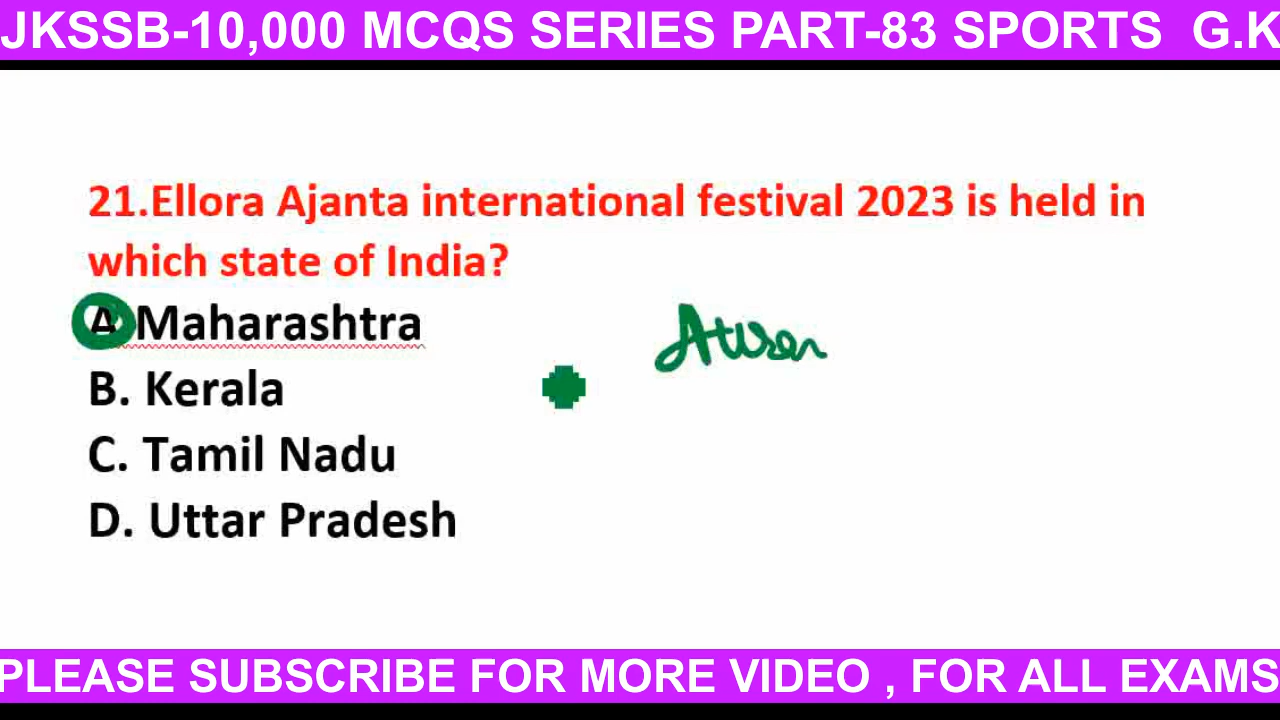 JKSSB-10,000 MCQS SERIES PART-83 SPORTS G.K
21.Ellora Ajanta international festival 2023 is held in
which state of India?
A Maharashtra
B. Kerala
C. Tamil Nadu
D. Uttar Pradesh
PLEASE SUBSCRIBE FOR MORE VIDEO , FOR ALL EXAMS